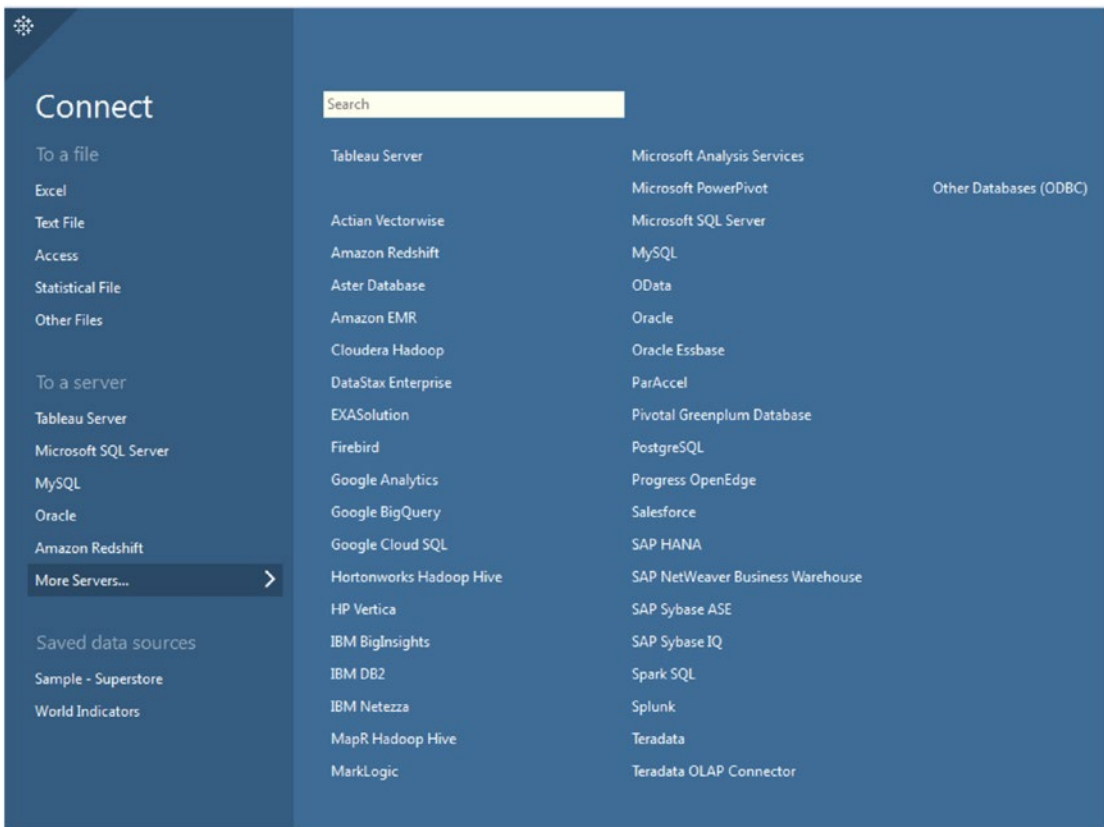 Connect
To a file
Excel
Text File
Access
Statistical File
Other Files
To a server
Tableau Server
Microsoft SQL Server
MySQL
Oracle
Amazon Redshift
More Servers...
Saved data sources
Sample - Superstore
World Indicators
Search
Tableau Server
Actian Vectorwise
Amazon Redshift
Aster Database
Amazon EMR
Cloudera Hadoop
DataStax Enterprise
EXASolution
Firebird
Google Analytics
Google BigQuery
Google Cloud SQL
Hortonworks Hadoop Hive
HP Vertica
IBM BigInsights
IBM DB2
IBM Netezza
MapR Hadoop Hive
MarkLogic
Microsoft Analysis Services
Microsoft PowerPivot
Microsoft SQL Server
MySQL
OData
Oracle
Oracle Essbase
ParAccel
Pivotal Greenplum Database
PostgreSQL
Progress OpenEdge
Salesforce
SAP HANA
SAP NetWeaver Business Warehouse
SAP Sybase ASE
SAP Sybase IQ
Spark SQL
Splunk
Teradata
Teradata OLAP Connector
Other Databases (ODBC)